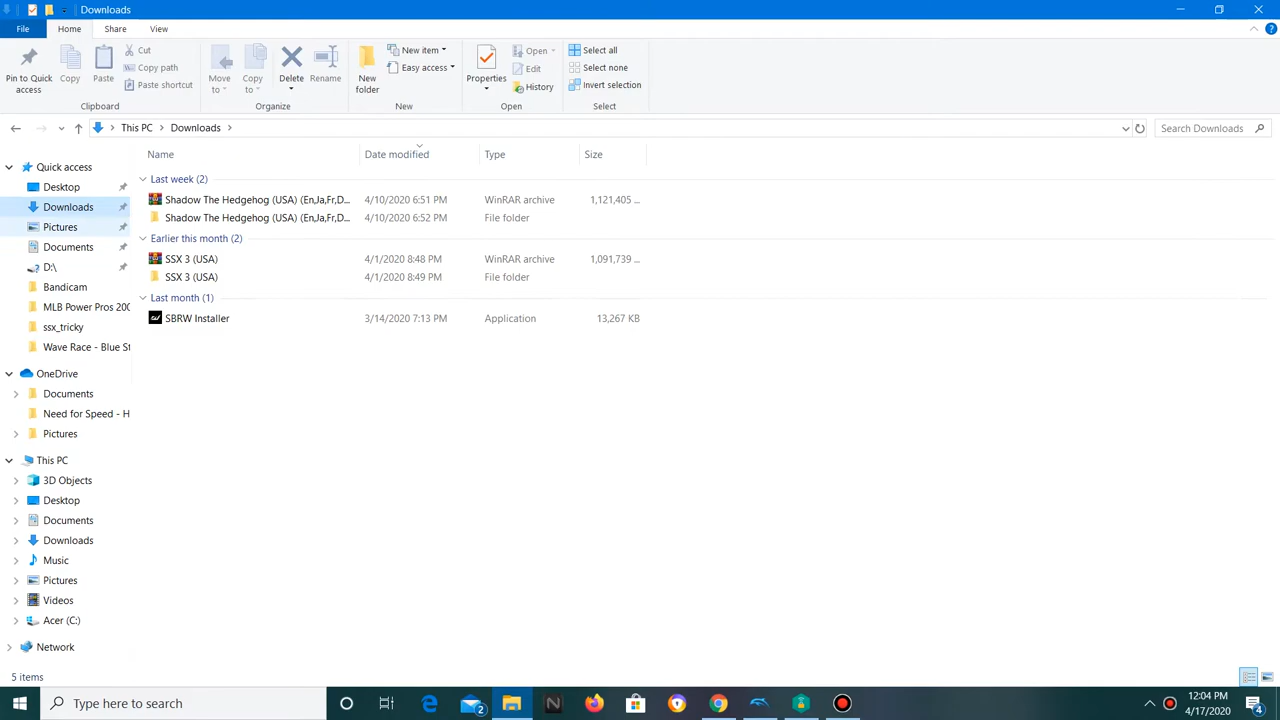 Downloads
File Home Share View
Pin to Quick access
Copy
Paste
Cut
Copy path
Paste shortcut
Clipboard
Move to
Copy to
Delete
Rename
Organize
New folder
New item
Easy access
New
Properties
Open
Edit
History
Open
Select all
Select none
Invert selection
Select
This PC > Downloads >
Search Downloads
Name Date modified Type Size
Last week (2)
Shadow The Hedgehog (USA) (En,Ja,Fr,D... 4/10/2020 6:51 PM WinRAR archive 1,121,405 ...
Shadow The Hedgehog (USA) (En,Ja,Fr,D... 4/10/2020 6:52 PM File folder
Earlier this month (2)
SSX 3 (USA) 4/1/2020 8:48 PM WinRAR archive 1,091,739 ...
SSX 3 (USA) 4/1/2020 8:49 PM File folder
Last month (1)
SBRW Installer 3/14/2020 7:13 PM Application 13,267 KB
Quick access
Desktop
Downloads
Pictures
Documents
D:\
Bandicam
MLB Power Pros 200
ssx_tricky
Wave Race - Blue St
OneDrive
Documents
Need for Speed - H
Pictures
This PC
3D Objects
Desktop
Documents
Downloads
Music
Pictures
Videos
Acer (C:)
Network
5 items
Type here to search
2
N
12:04 PM
4/17/2020
4